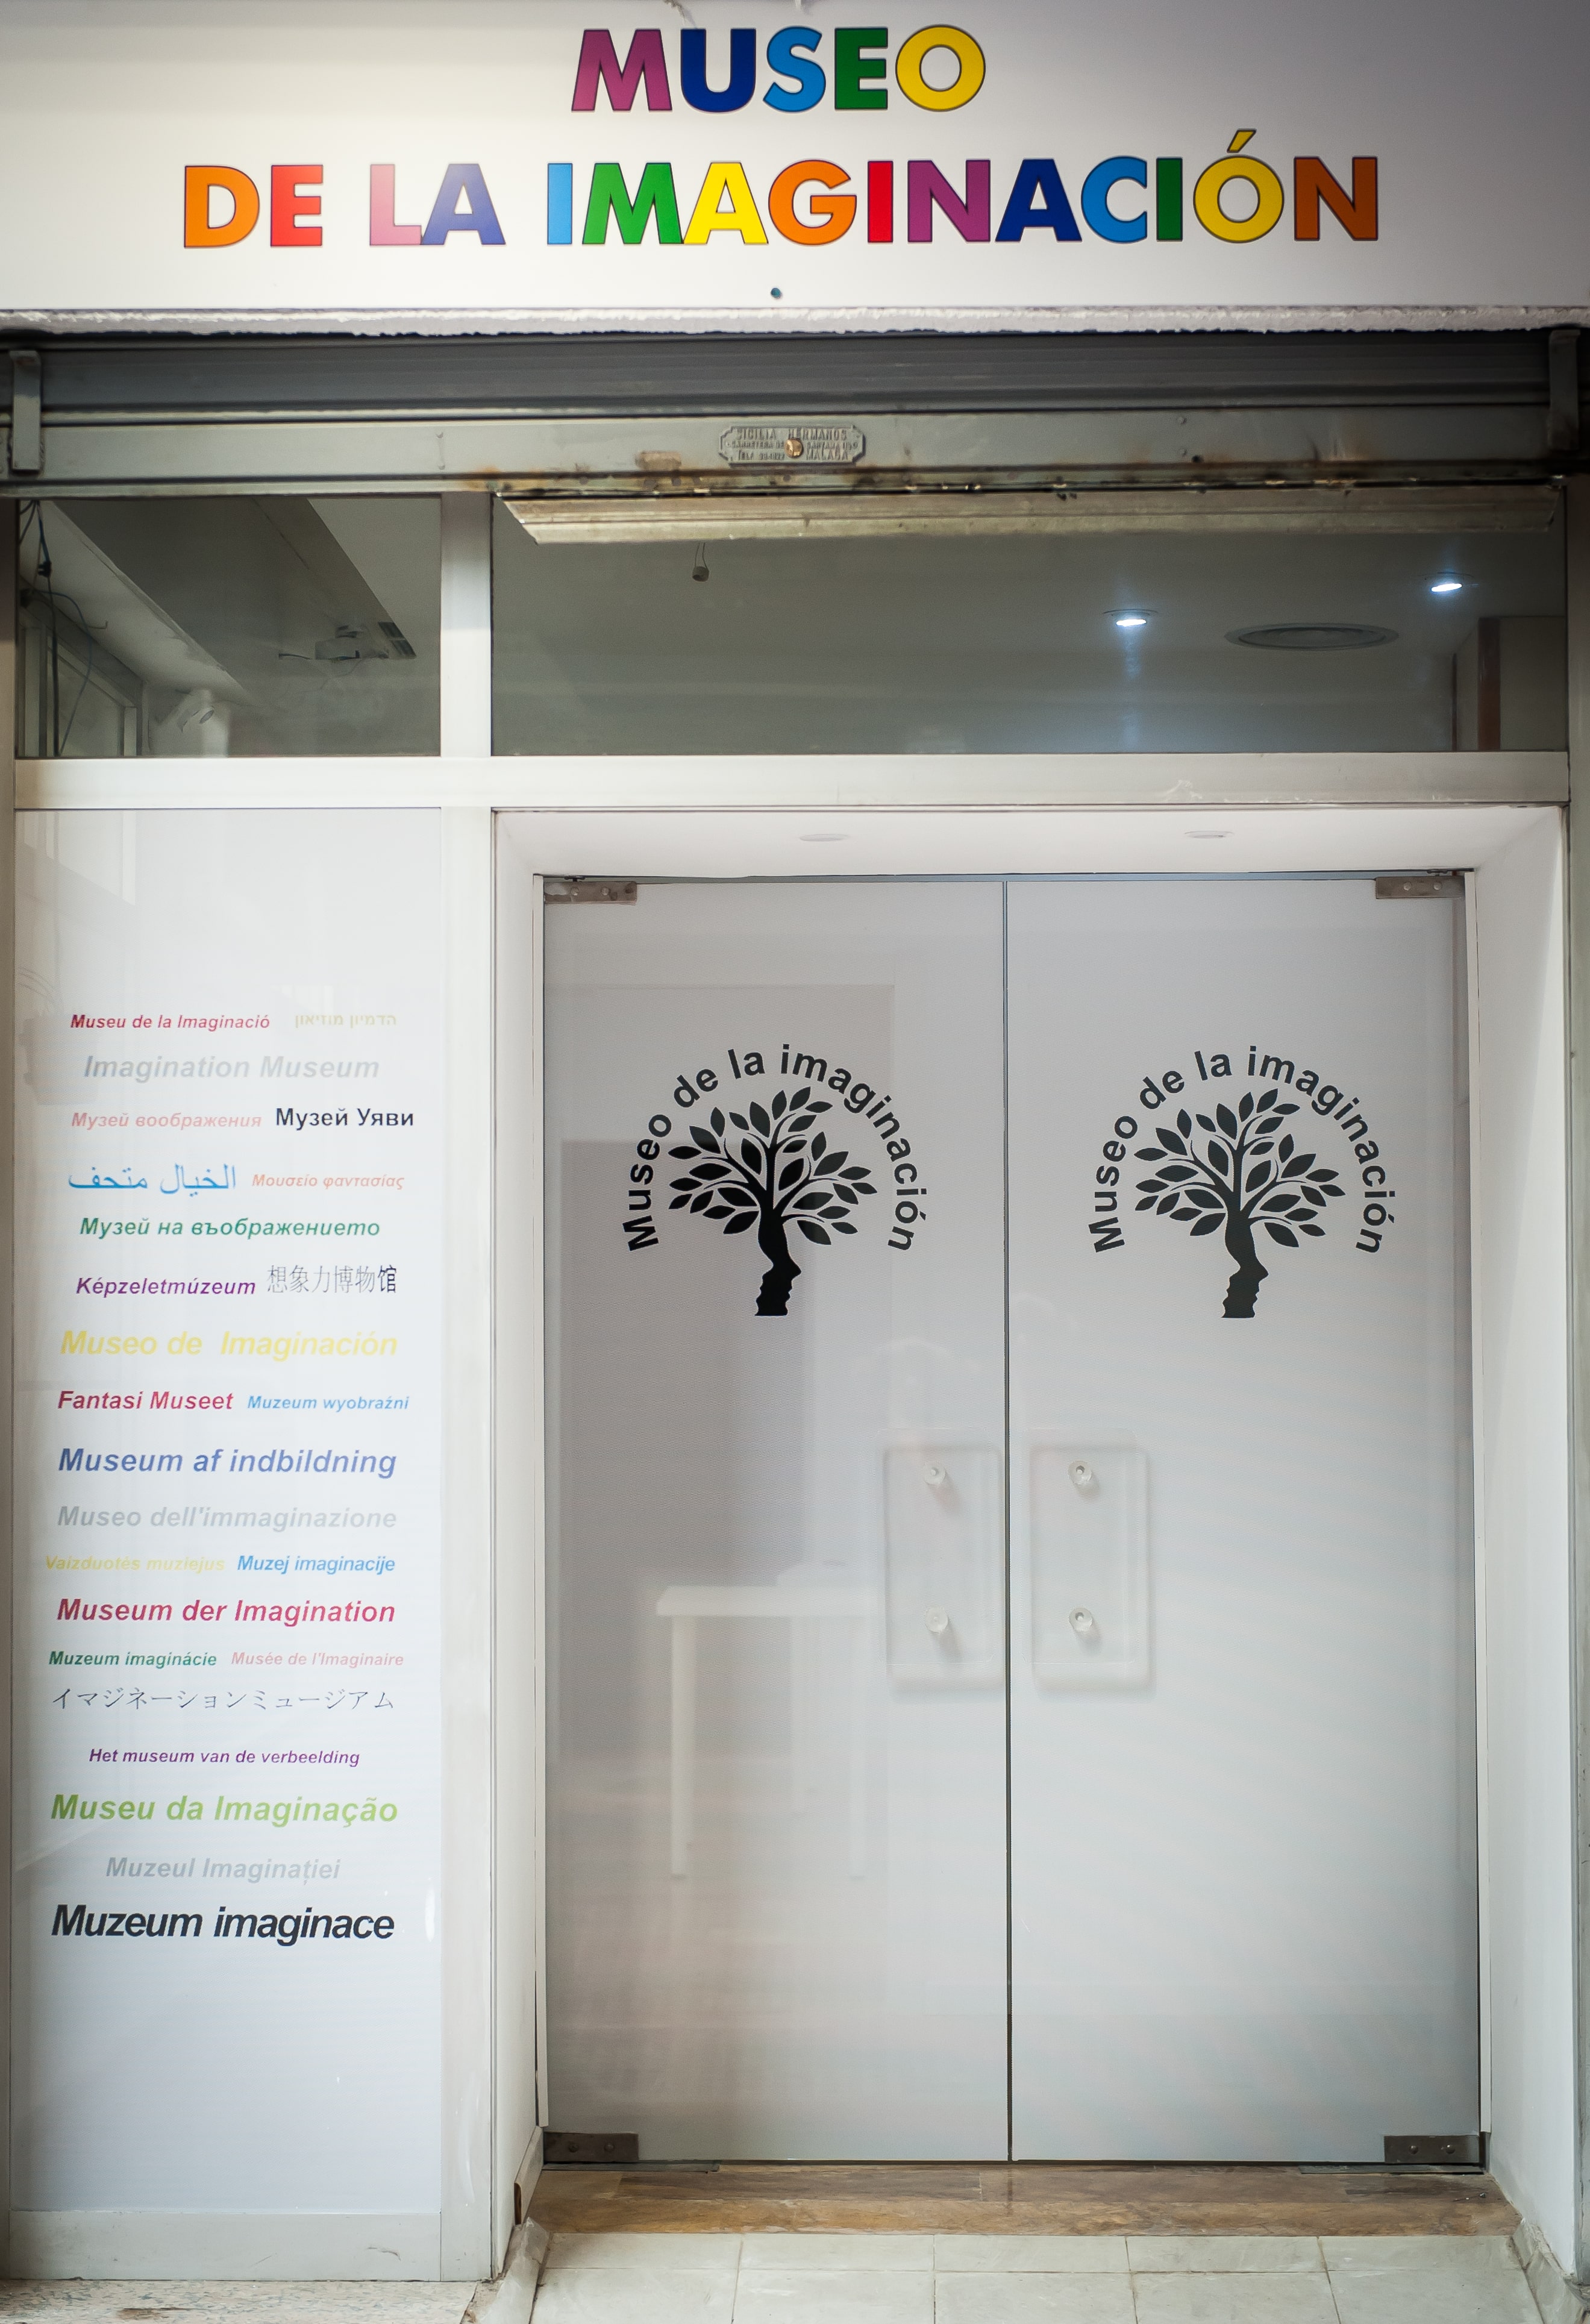 MUSEO
DE LA IMAGINACIÓN
SICILIA HERMANOS
MALAGA
Museu de la Imaginació הדמיון מוזיאון
Imagination Museum
Музей воображения Музей Уяви
الخيال متحف Μουσείο φαντασίας
Музей на въображението
Képzeletmúzeum 想象力博物馆
Museo de Imaginación
Fantasi Museet Muzeum wyobraźni
Museum af indbildning
Museo dell'immaginazione
Vaizduotės muziejus Muzej imaginacije
Museum der Imagination
Muzeum imaginácie Musée de l'Imaginaire
イマジネーションミュージアム
Het museum van de verbeelding
Museu da Imaginação
Muzeul Imaginației
Muzeum imaginace
Museo de la imaginación
Museo de la imaginación